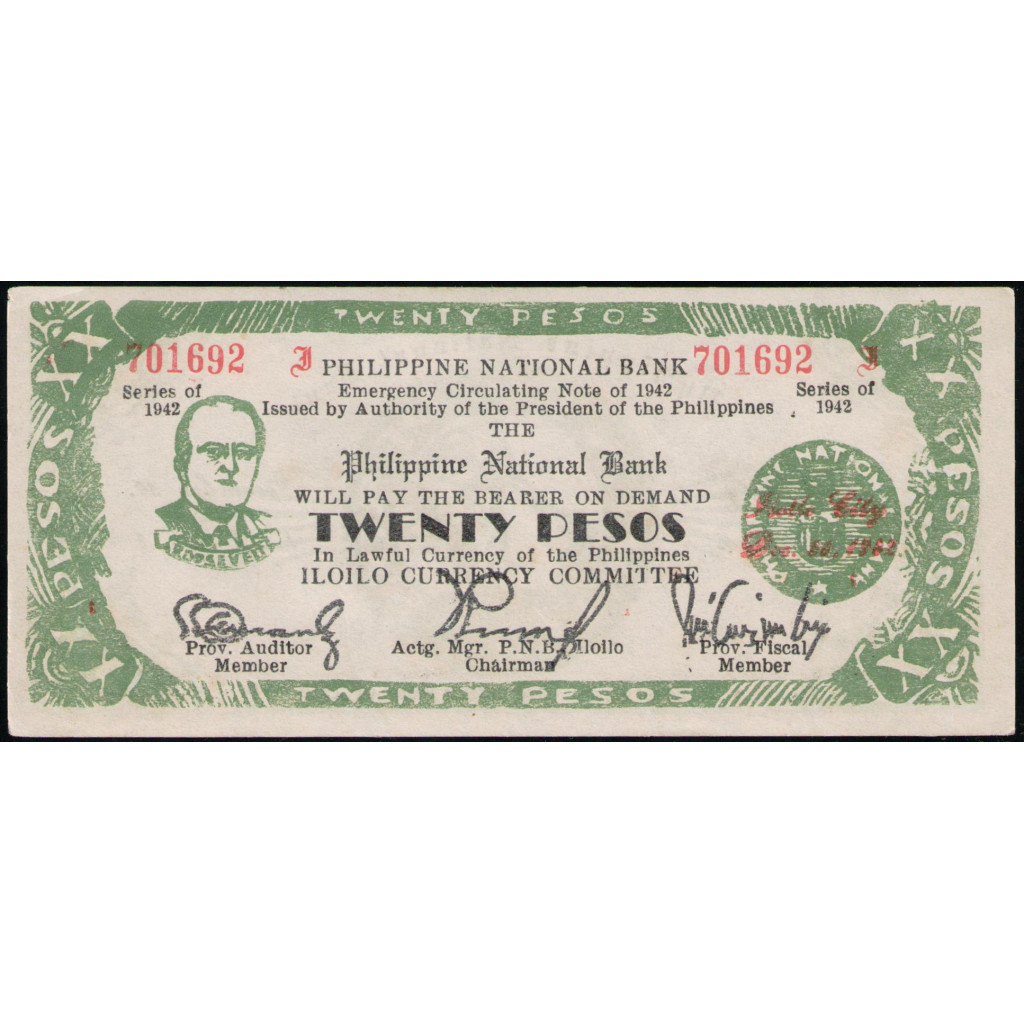 TWENTY PESOS
XX PESOS XX
XX PESOS XX
701692 J PHILIPPINE NATIONAL BANK 701692 J
Series of 1942
Emergency Circulating Note of 1942
Series of 1942
Issued by Authority of the President of the Philippines
THE
Philippine National Bank
WILL PAY THE BEARER ON DEMAND
TWENTY PESOS
In Lawful Currency of the Philippines
ILOILO CURRENCY COMMITTEE
ROOSEVELT
Prov. Auditor
Member
Actg. Mgr. P.N.B. Iloilo
Chairman
Prov. Fiscal
Member
TWENTY PESOS